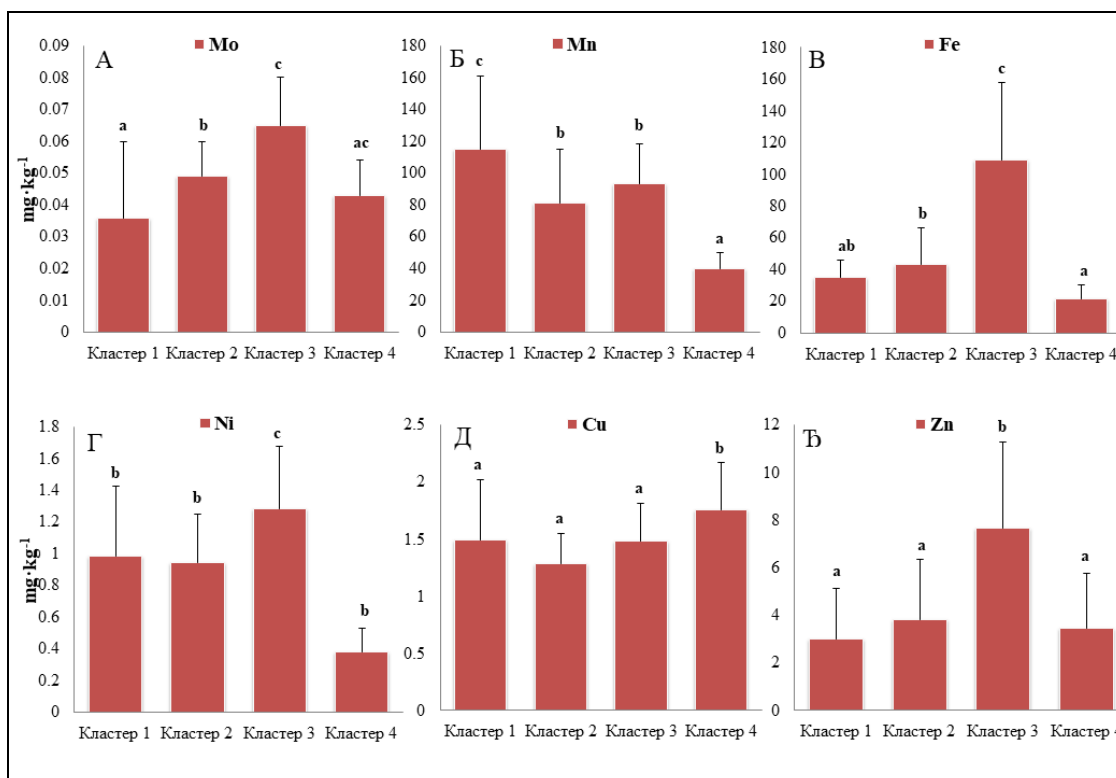 А
Mo
mg·kg⁻¹
0.09
0.08
0.07
0.06
0.05
0.04
0.03
0.02
0.01
0
a
b
c
ac
Кластер 1 Кластер 2 Кластер 3 Кластер 4
Б
Mn
180
160
140
120
100
80
60
40
20
0
c
b
b
a
Кластер 1 Кластер 2 Кластер 3 Кластер 4
В
Fe
180
160
140
120
100
80
60
40
20
0
ab
b
c
a
Кластер 1 Кластер 2 Кластер 3 Кластер 4
Г
Ni
mg·kg⁻¹
1.8
1.6
1.4
1.2
1
0.8
0.6
0.4
0.2
0
b
b
c
b
Кластер 1 Кластер 2 Кластер 3 Кластер 4
Д
Cu
2.5
2
1.5
1
0.5
0
a
a
a
b
Кластер 1 Кластер 2 Кластер 3 Кластер 4
Ђ
Zn
12
10
8
6
4
2
0
a
a
b
a
Кластер 1 Кластер 2 Кластер 3 Кластер 4